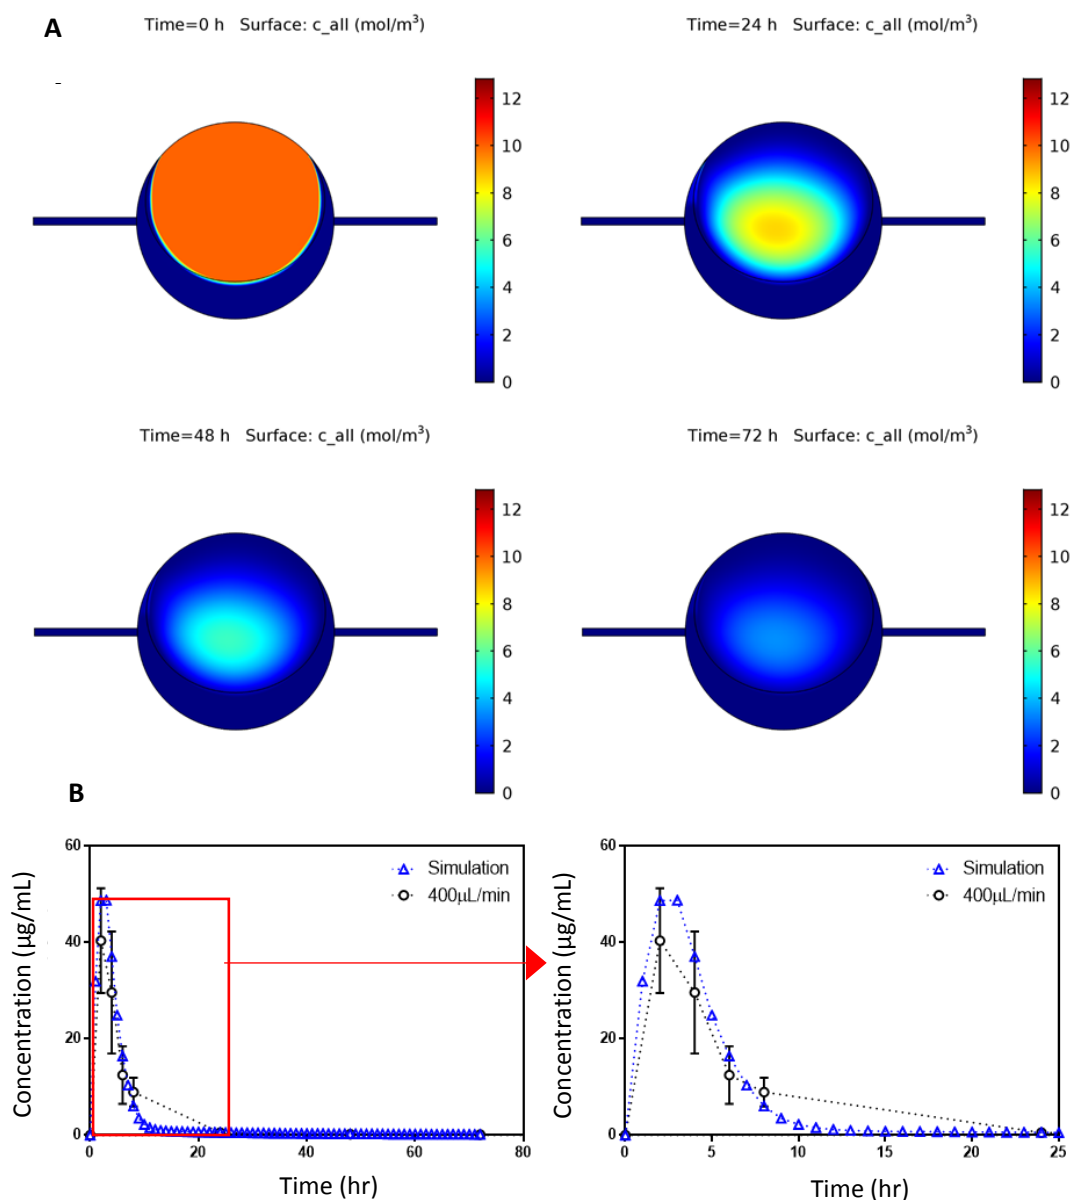 A
Time=0 h Surface: c_all (mol/m³)
12
10
8
6
4
2
0
Time=24 h Surface: c_all (mol/m³)
12
10
8
6
4
2
0
Time=48 h Surface: c_all (mol/m³)
12
10
8
6
4
2
0
Time=72 h Surface: c_all (mol/m³)
12
10
8
6
4
2
0
B
Concentration (µg/mL)
60
40
20
0
0 20 40 60 80
Time (hr)
Simulation
400µL/min
Concentration (µg/mL)
60
40
20
0
0 5 10 15 20 25
Time (hr)
Simulation
400µL/min